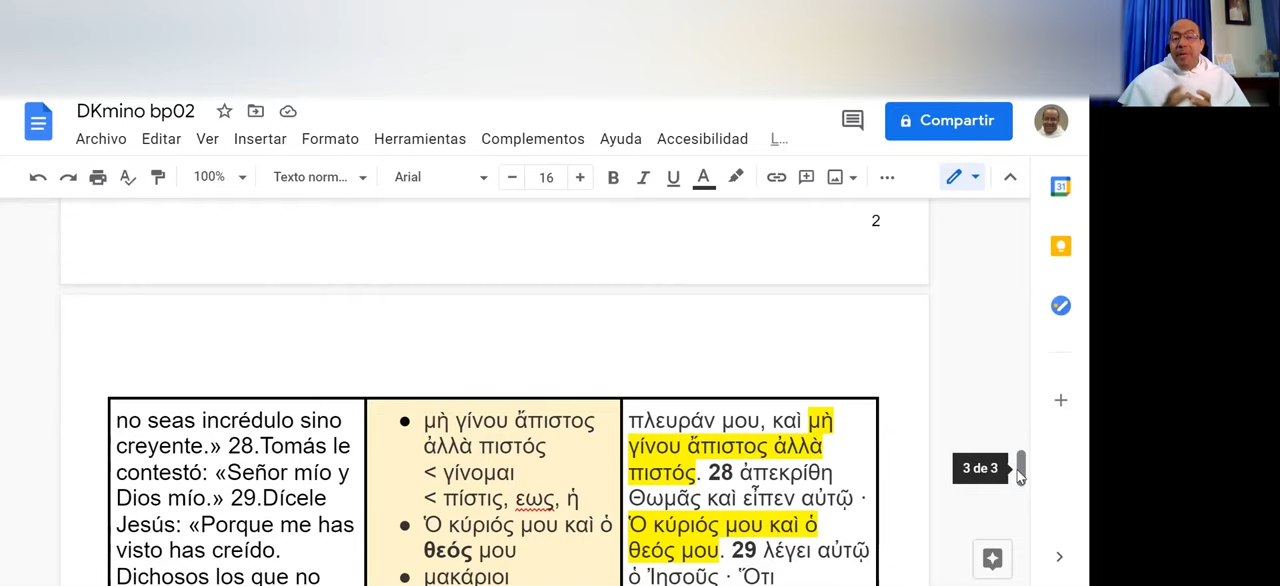 DKmino bp02
Archivo Editar Ver Insertar Formato Herramientas Complementos Ayuda Accesibilidad L...
Compartir
100% Texto norm... Arial 16 B I U A
31
2
no seas incrédulo sino
creyente.» 28.Tomás le
contestó: «Señor mío y
Dios mío.» 29.Dícele
Jesús: «Porque me has
visto has creído.
Dichosos los que no
● μὴ γίνου ἄπιστος
ἀλλὰ πιστός
< γίνομαι
< πίστις, εως, ἡ
● Ὁ κύριός μου καὶ ὁ
θεός μου
● μακάριοι
πλευράν μου, καὶ μὴ
γίνου ἄπιστος ἀλλὰ
πιστός. 28 ἀπεκρίθη
Θωμᾶς καὶ εἶπεν αὐτῷ ·
Ὁ κύριός μου καὶ ὁ
θεός μου. 29 λέγει αὐτῷ
ὁ Ἰησοῦς · Ὅτι
3 de 3